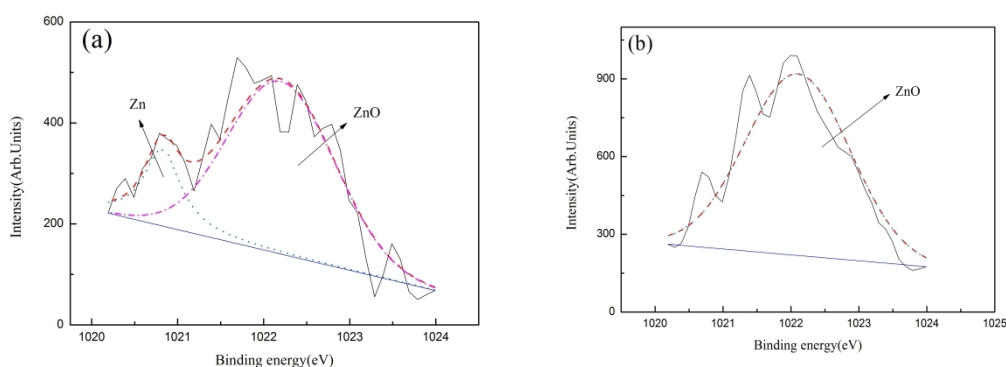 (a)
600
400
200
0
Intensity(Arb.Units)
Zn
ZnO
1020 1021 1022 1023 1024
Binding energy(eV)
(b)
900
600
300
0
Intensity(Arb.Units)
ZnO
1020 1021 1022 1023 1024 1025
Binding energy(eV)